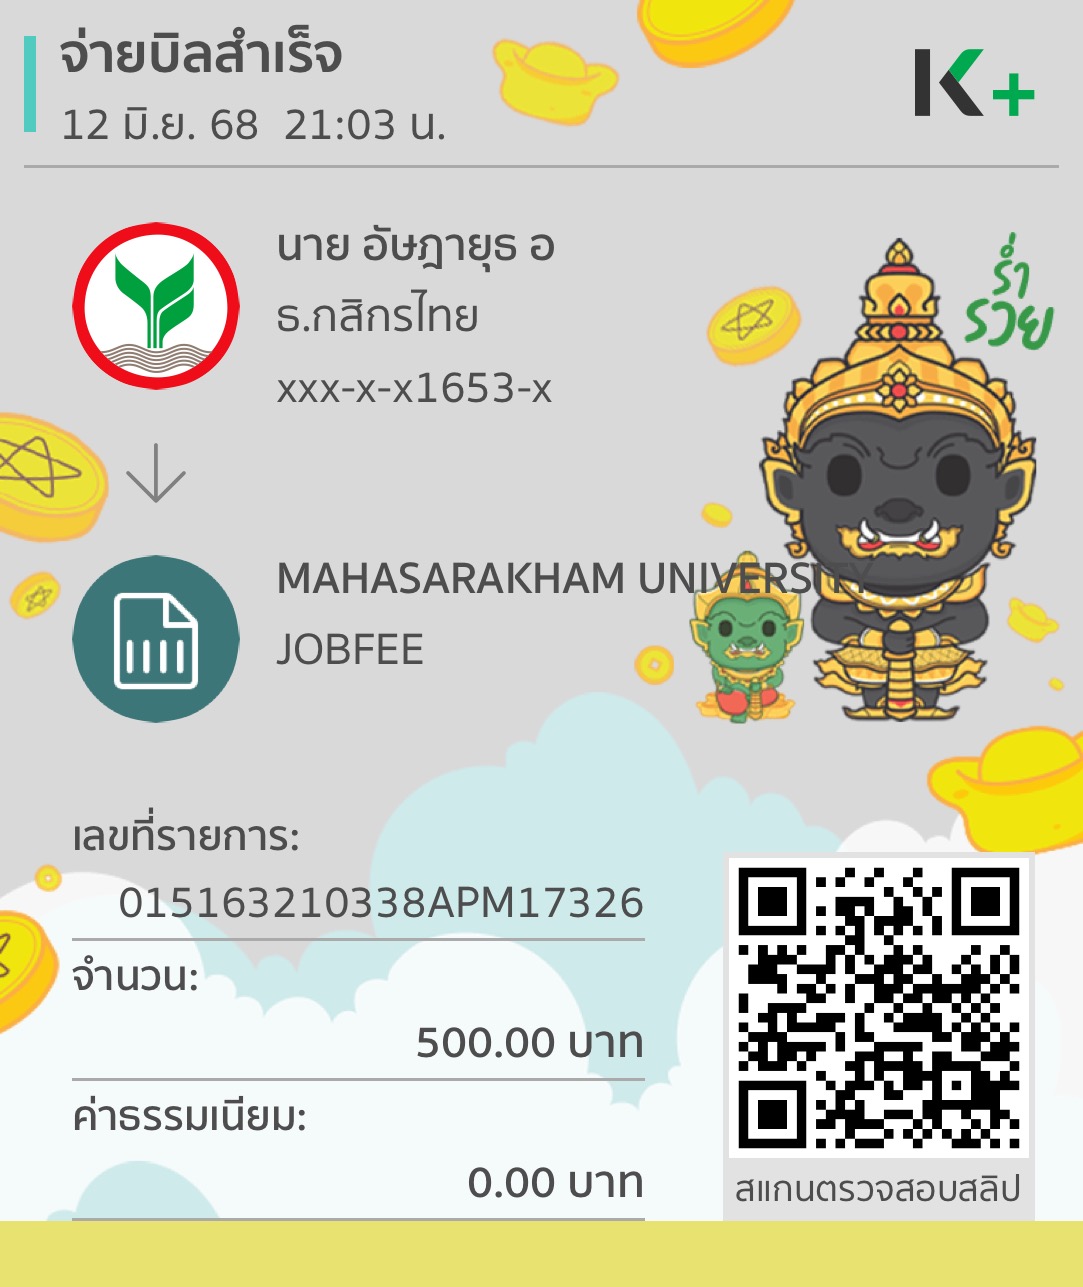 จ่ายบิลสำเร็จ
12 มิ.ย. 68 21:03 น.
K+
นาย อัษฎายุธ อ
ธ.กสิกรไทย
xxx-x-x1653-x
ร่ำ
รวย
MAHASARAKHAM UNIVERSITY
JOBFEE
เลขที่รายการ:
015163210338APM17326
จำนวน:
500.00 บาท
ค่าธรรมเนียม:
0.00 บาท
สแกนตรวจสอบสลิป